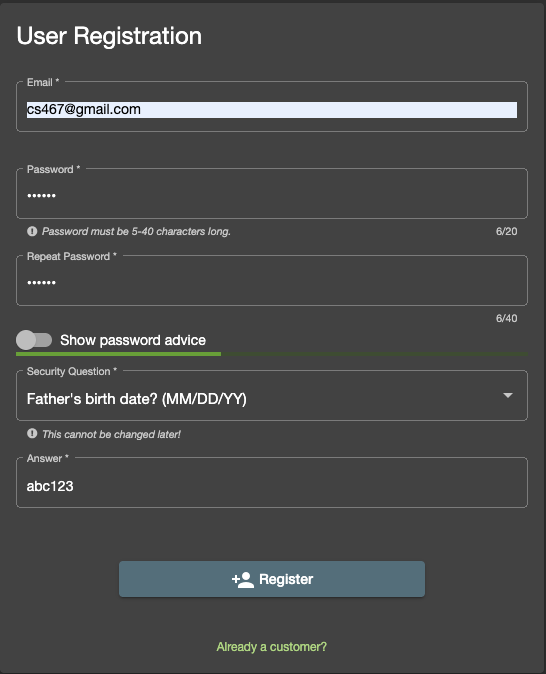 User Registration
Email *
cs467@gmail.com
Password *
••••••
Password must be 5-40 characters long.
6/20
Repeat Password *
••••••
6/40
Show password advice
Security Question *
Father's birth date? (MM/DD/YY)
This cannot be changed later!
Answer *
abc123
Register
Already a customer?